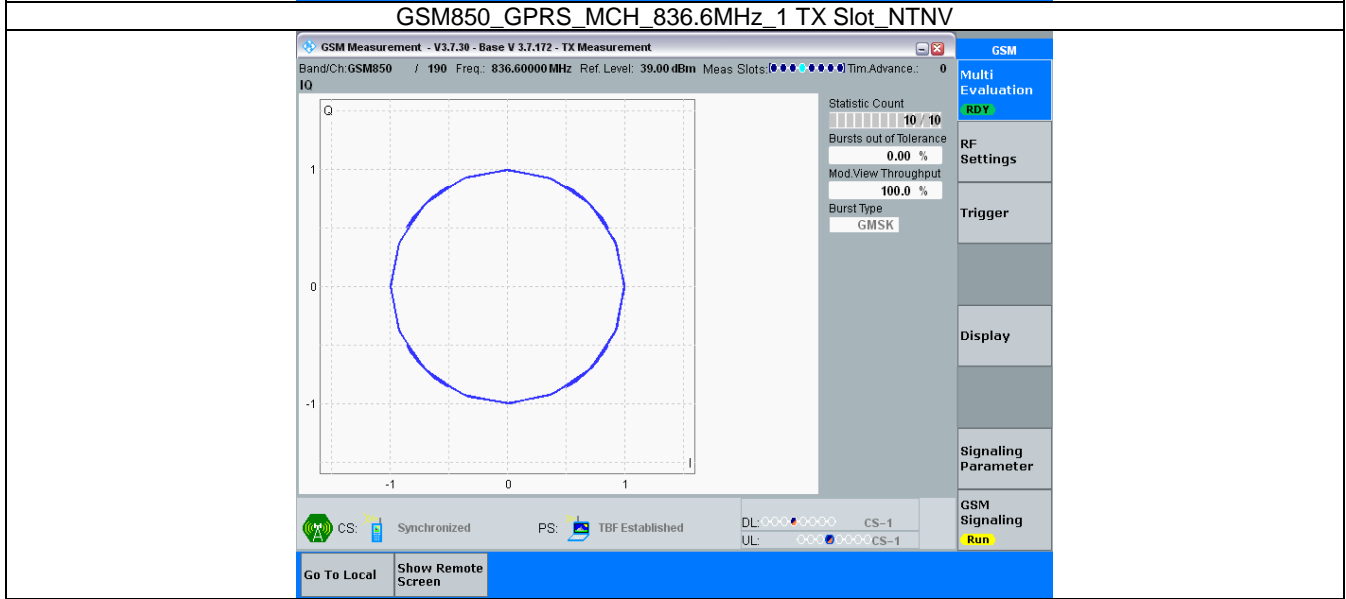 GSM850_GPRS_MCH_836.6MHz_1 TX Slot_NTNV
GSM Measurement - V3.7.30 - Base V 3.7.172 - TX Measurement
Band/Ch:GSM850 / 190 Freq.: 836.60000 MHz Ref. Level: 39.00 dBm Meas Slots: Tim.Advance.: 0
IQ
Q
1
0
-1
I
-1 0 1
Statistic Count
10 / 10
Bursts out of Tolerance
0.00 %
Mod.View Throughput
100.0 %
Burst Type
GMSK
CS: Synchronized PS: TBF Established
DL: CS-1
UL: CS-1
GSM
Multi
Evaluation
RDY
RF
Settings
Trigger
Display
Signaling
Parameter
GSM
Signaling
Run
Go To Local
Show Remote
Screen